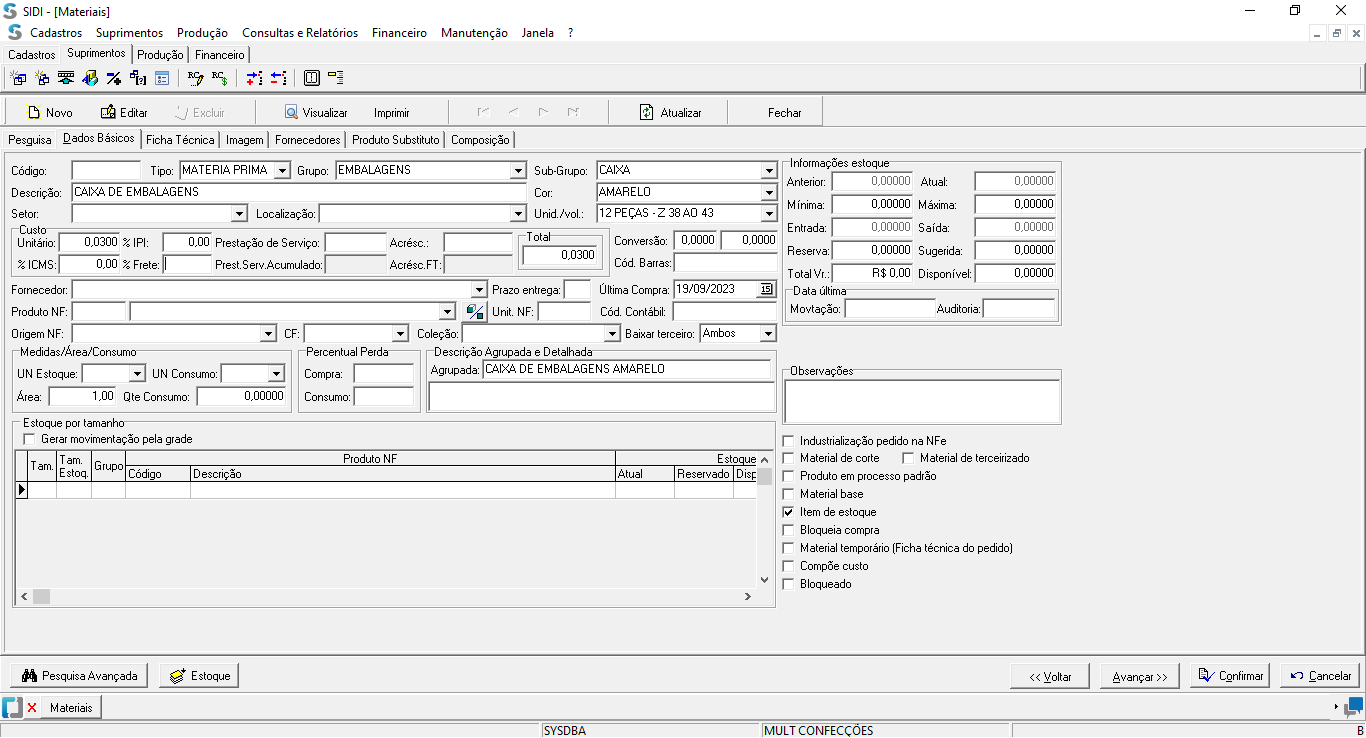 SIDI - [Materiais]
Cadastros Suprimentos Produção Consultas e Relatórios Financeiro Manutenção Janela ?
Cadastros Suprimentos Produção Financeiro
Novo Editar Excluir Visualizar Imprimir Atualizar Fechar
Pesquisa Dados Básicos Ficha Técnica Imagem Fornecedores Produto Substituto Composição
Código: Tipo: MATERIA PRIMA Grupo: EMBALAGENS Sub-Grupo: CAIXA
Descrição: CAIXA DE EMBALAGENS Cor: AMARELO
Setor: Localização: Unid./vol.: 12 PEÇAS - Z 38 AO 43
Custo
Unitário: 0,0300 % IPI: 0,00 Prestação de Serviço: Acrésc.: Total 0,0300 Conversão: 0,0000 0,0000
% ICMS: 0,00 % Frete: Prest.Serv.Acumulado: Acrésc.FT: Cód. Barras:
Fornecedor: Prazo entrega: Última Compra: 19/09/2023 15
Produto NF: Unit. NF: Cód. Contábil:
Origem NF: CF: Coleção: Baixar terceiro: Ambos
Informações estoque
Anterior: 0,00000 Atual: 0,00000
Mínima: 0,00000 Máxima: 0,00000
Entrada: 0,00000 Saída: 0,00000
Reserva: 0,00000 Sugerida: 0,00000
Total Vr.: R$ 0,00 Disponível: 0,00000
Data última
Movtação: Auditoria:
Medidas/Área/Consumo
UN Estoque: UN Consumo:
Área: 1,00 Qte Consumo: 0,00000
Percentual Perda
Compra:
Consumo:
Descrição Agrupada e Detalhada
Agrupada: CAIXA DE EMBALAGENS AMARELO
Observações
Estoque por tamanho
Gerar movimentação pela grade
Tam. Tam. Estoq. Grupo Produto NF Estoque
Código Descrição Atual Reservado Disp
Industrialização pedido na NFe
Material de corte Material de terceirizado
Produto em processo padrão
Material base
Item de estoque
Bloqueia compra
Material temporário (Ficha técnica do pedido)
Compõe custo
Bloqueado
Pesquisa Avançada Estoque << Voltar Avançar >> Confirmar Cancelar
Materiais
SYSDBA MULT CONFECÇÕES B